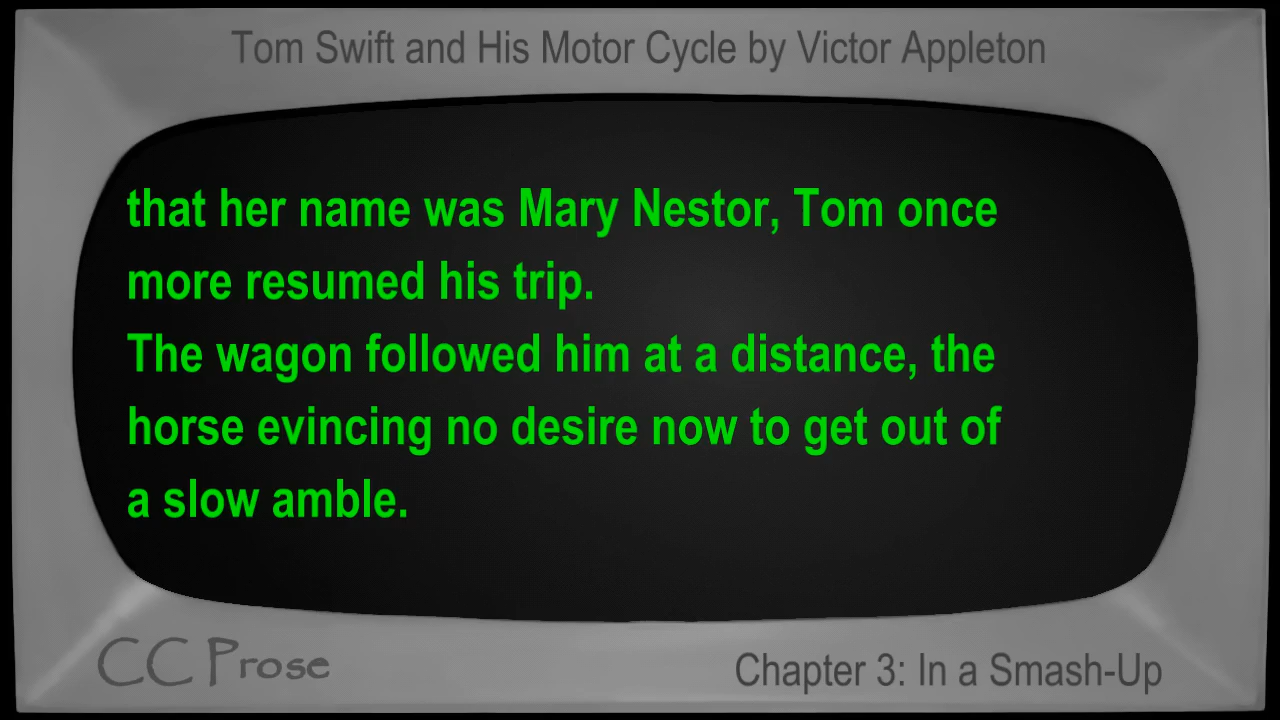 Tom Swift and His Motor Cycle by Victor Appleton
that her name was Mary Nestor, Tom once
more resumed his trip.
The wagon followed him at a distance, the
horse evincing no desire now to get out of
a slow amble.
CC Prose
Chapter 3: In a Smash-Up